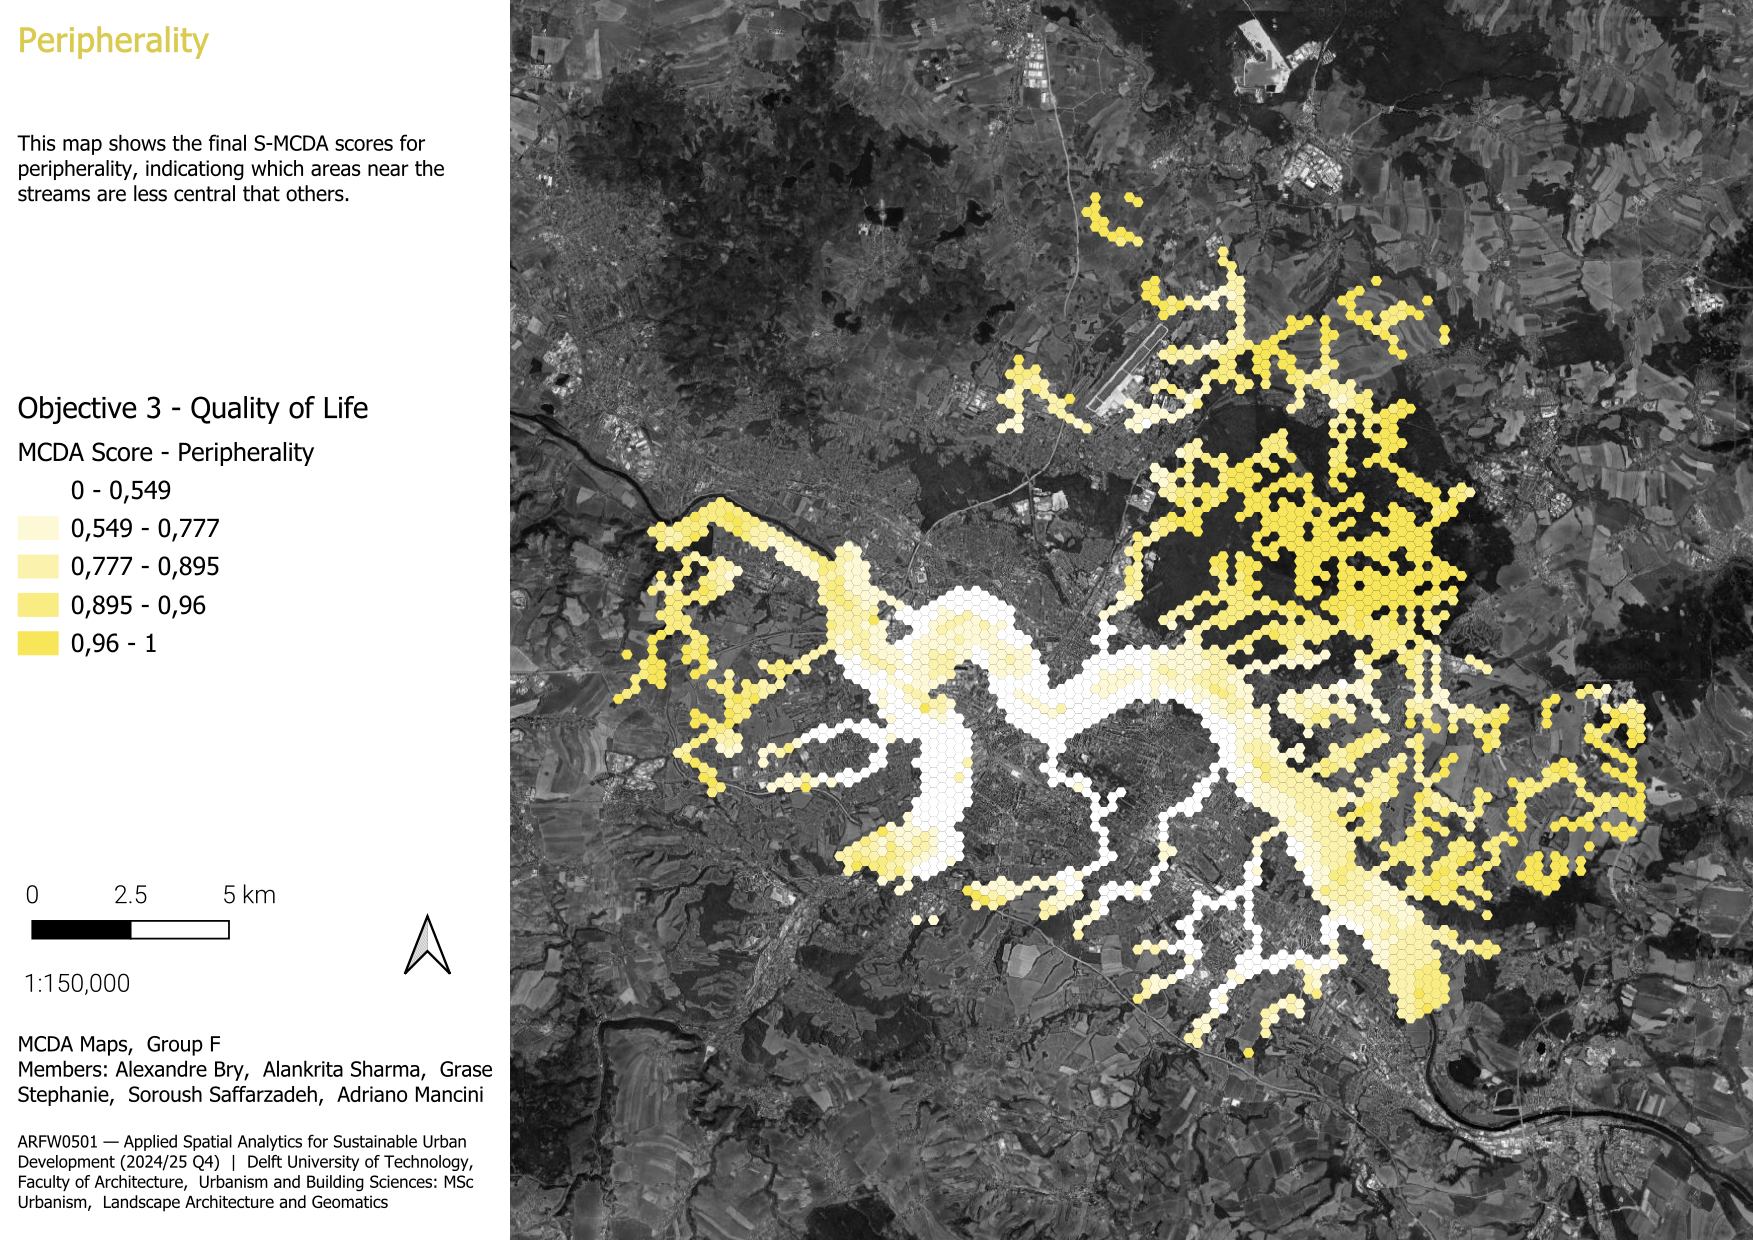 Peripherality
This map shows the final S-MCDA scores for
peripherality, indicationg which areas near the
streams are less central that others.
Objective 3 - Quality of Life
MCDA Score - Peripherality
0 - 0,549
0,549 - 0,777
0,777 - 0,895
0,895 - 0,96
0,96 - 1
0 2.5 5 km
1:150,000
MCDA Maps, Group F
Members: Alexandre Bry, Alankrita Sharma, Grase
Stephanie, Soroush Saffarzadeh, Adriano Mancini
ARFW0501 — Applied Spatial Analytics for Sustainable Urban
Development (2024/25 Q4) | Delft University of Technology,
Faculty of Architecture, Urbanism and Building Sciences: MSc
Urbanism, Landscape Architecture and Geomatics